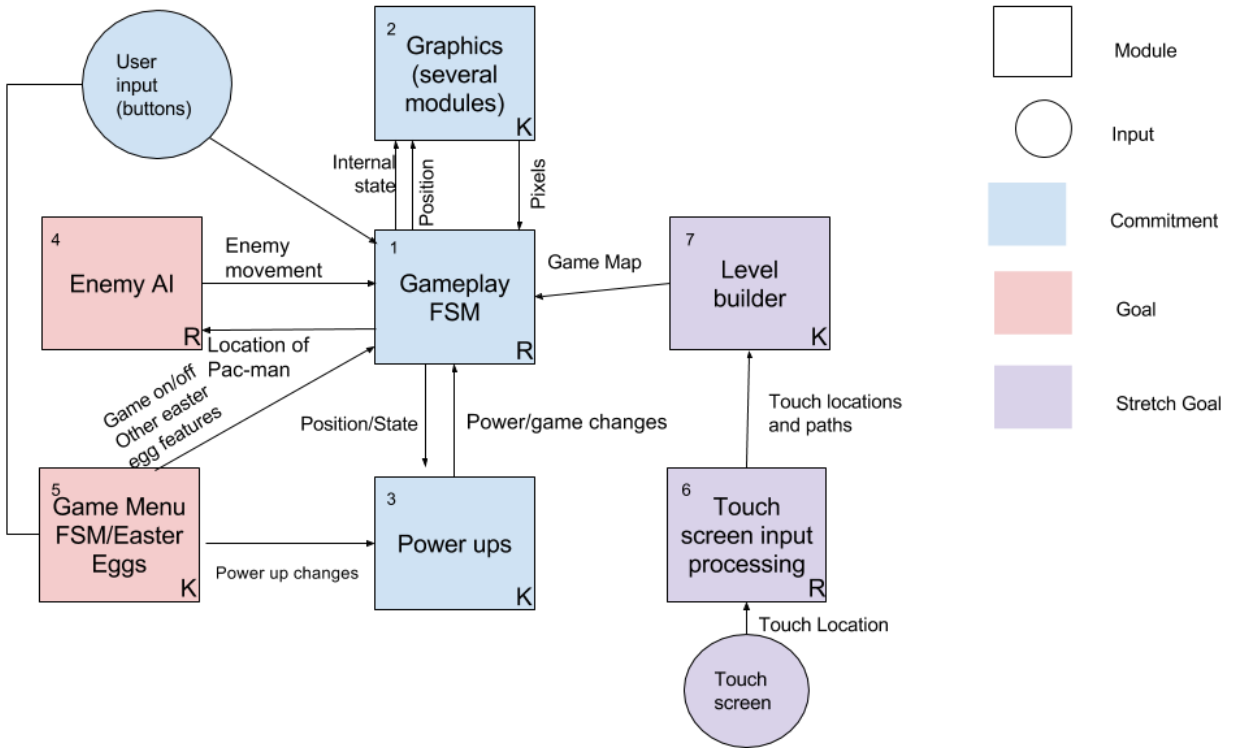 User
input
(buttons)
2
Graphics
(several
modules)
K
Module
Input
Internal
state
Position
Pixels
Commitment
4
Enemy AI
R
Enemy
movement
1
Gameplay
FSM
R
Game Map
7
Level
builder
K
Goal
Location of
Pac-man
Game on/off
Other easter
egg features
Position/State
Power/game changes
Touch locations
and paths
Stretch Goal
5
Game Menu
FSM/Easter
Eggs
K
Power up changes
3
Power ups
K
6
Touch
screen input
processing
R
Touch Location
Touch
screen